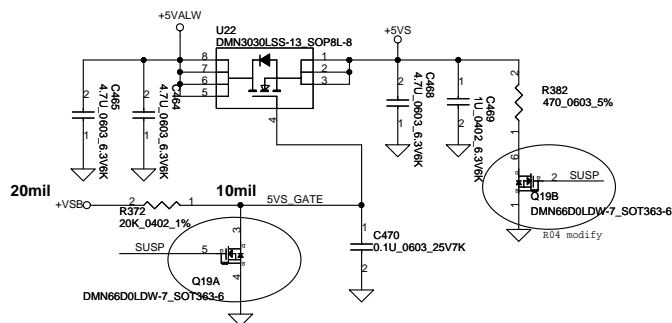 +5VALW
U22
DMN3030LSS-13_SOP8L-8
+5VS
8
7
6
5
1
2
3
4
2
1
C465
4.7U_0603_6.3V6K
2
1
C464
4.7U_0603_6.3V6K
2
1
C468
4.7U_0603_6.3V6K
1
2
C469
1U_0402_6.3V6K
2
1
R382
470_0603_5%
6
2
1
SUSP
Q19B
DMN66D0LDW-7_SOT363-6
R04 modify
20mil
10mil
+VSB
2
1
R372
20K_0402_1%
5VS_GATE
SUSP
5
3
4
Q19A
DMN66D0LDW-7_SOT363-6
1
2
C470
0.1U_0603_25V7K